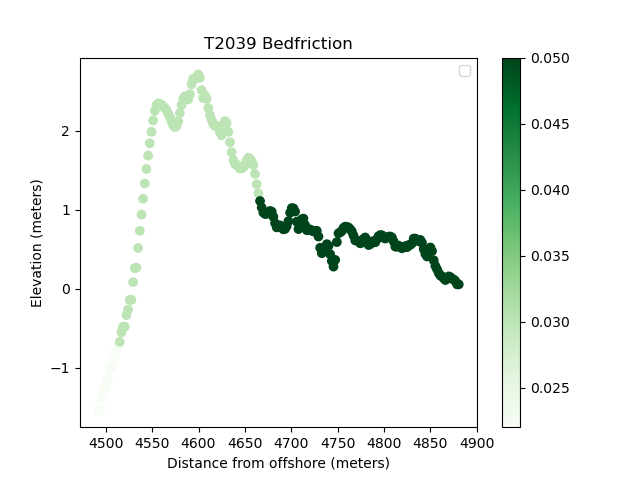 T2039 Bedfriction
Elevation (meters)
2
1
0
−1
4500 4550 4600 4650 4700 4750 4800 4850 4900
Distance from offshore (meters)
0.050
0.045
0.040
0.035
0.030
0.025